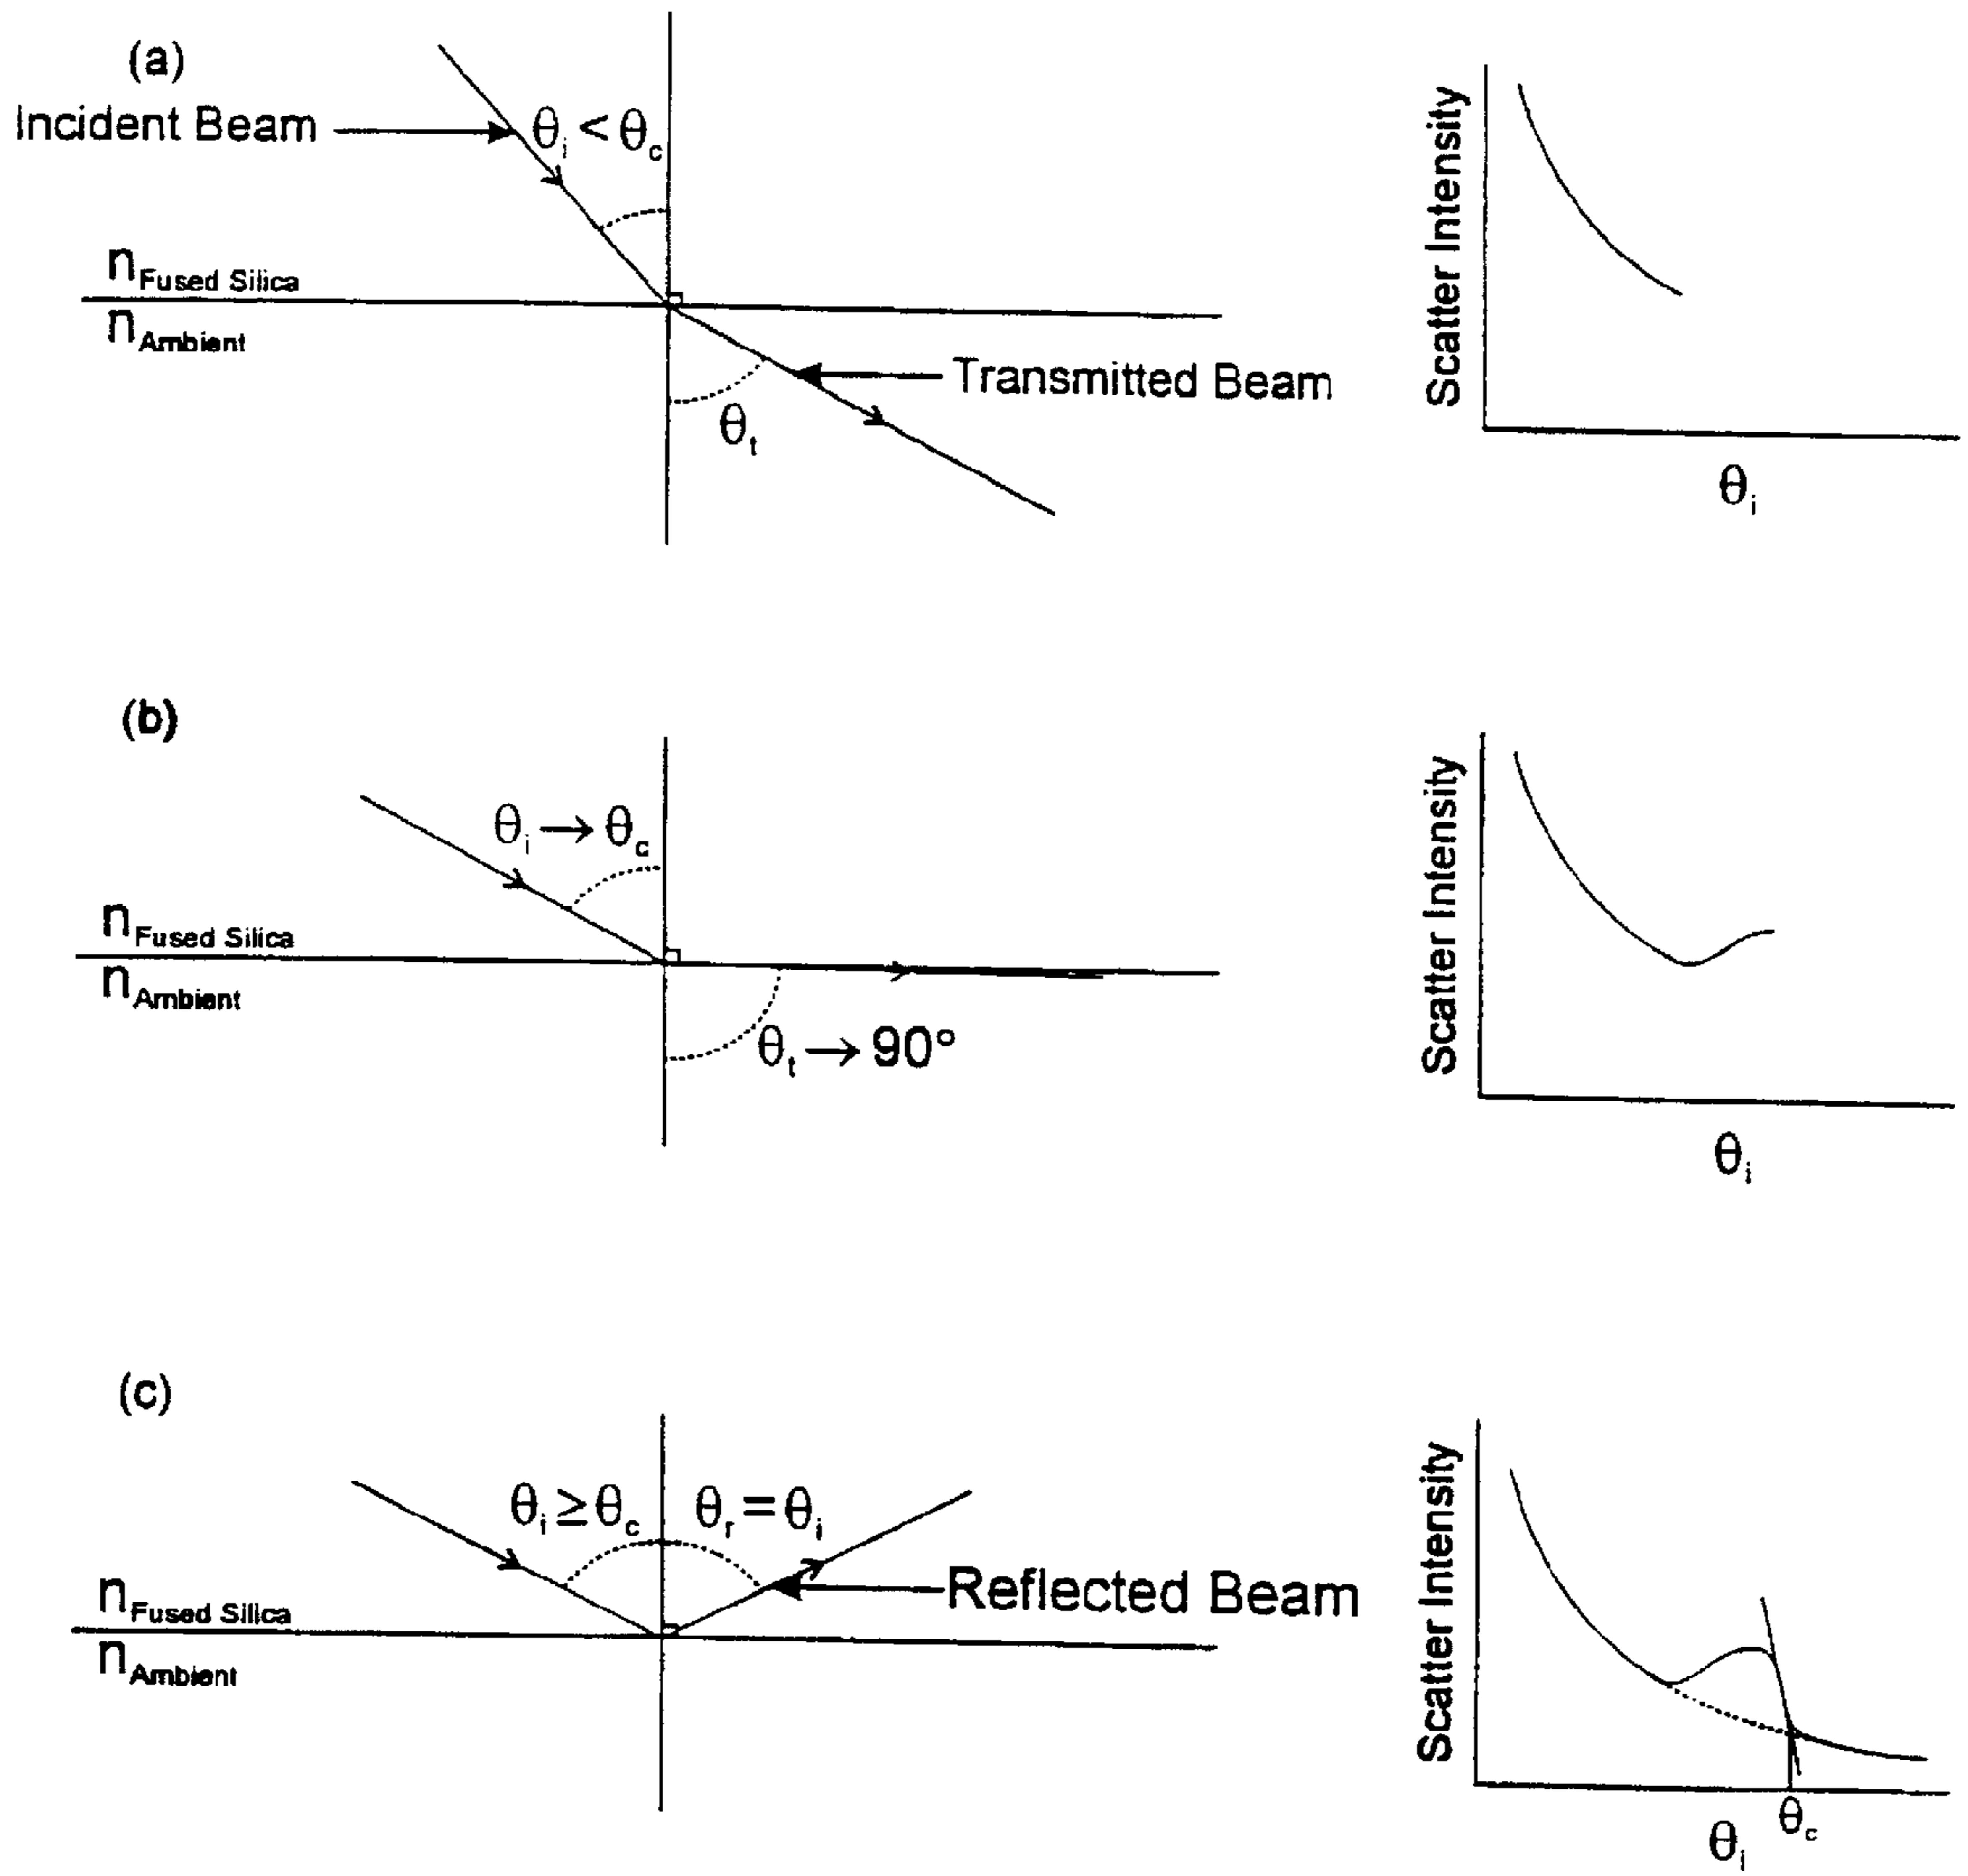 (a)
Incident Beam
θi < θc
Scatter Intensity
nFused Silica
nAmbient
Transmitted Beam
θt
θi
(b)
θi → θc
Scatter Intensity
nFused Silica
nAmbient
θt → 90°
θi
(c)
θi ≥ θc
θr = θi
Scatter Intensity
Reflected Beam
nFused Silica
nAmbient
θc
θi